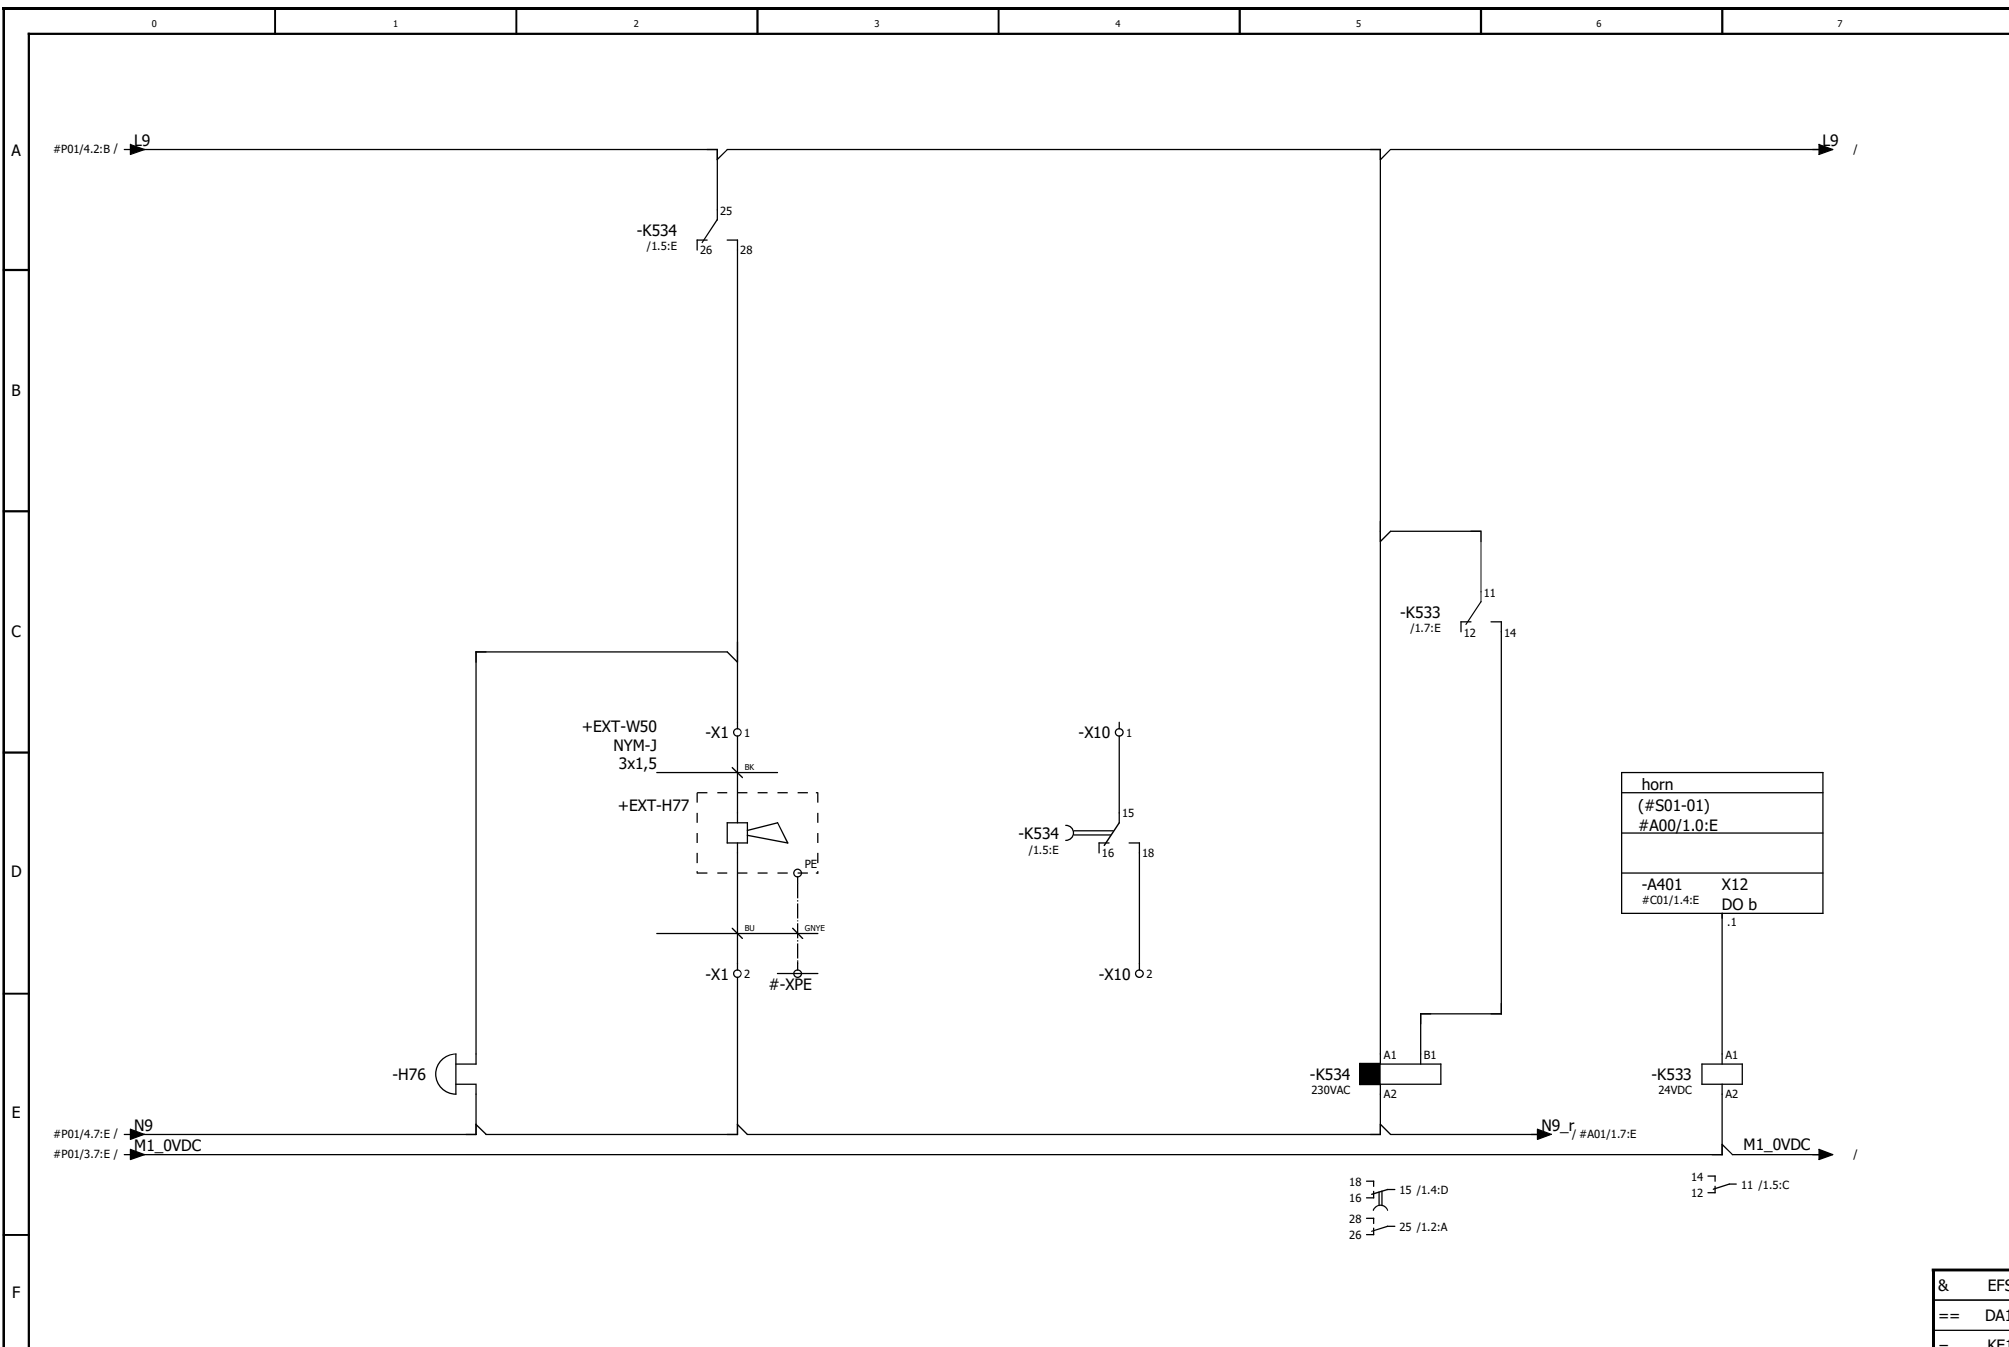 0 1 2 3 4 5 6 7
A
#P01/4.2:B /
L9
L9 /
25
-K534
/1.5:E
26 28
B
C
11
-K533
/1.7:E
12 14
+EXT-W50
NYM-J
3x1,5
-X1 1
-X10 1
BK
D
+EXT-H77
PE
15
-K534
/1.5:E
16 18
horn
(#S01-01)
#A00/1.0:E
-A401 X12
#C01/1.4:E DO b
.1
BU GNYE
-X1 2
#-XPE
-X10 2
E
-H76
A1 B1
-K534
230VAC
A2
A1
-K533
24VDC
A2
#P01/4.7:E /
N9
N9_r
/ #A01/1.7:E
#P01/3.7:E /
M1_0VDC
M1_0VDC /
18
16
15 /1.4:D
28
26
25 /1.2:A
14
12
11 /1.5:C
F
& EFS
== DA1